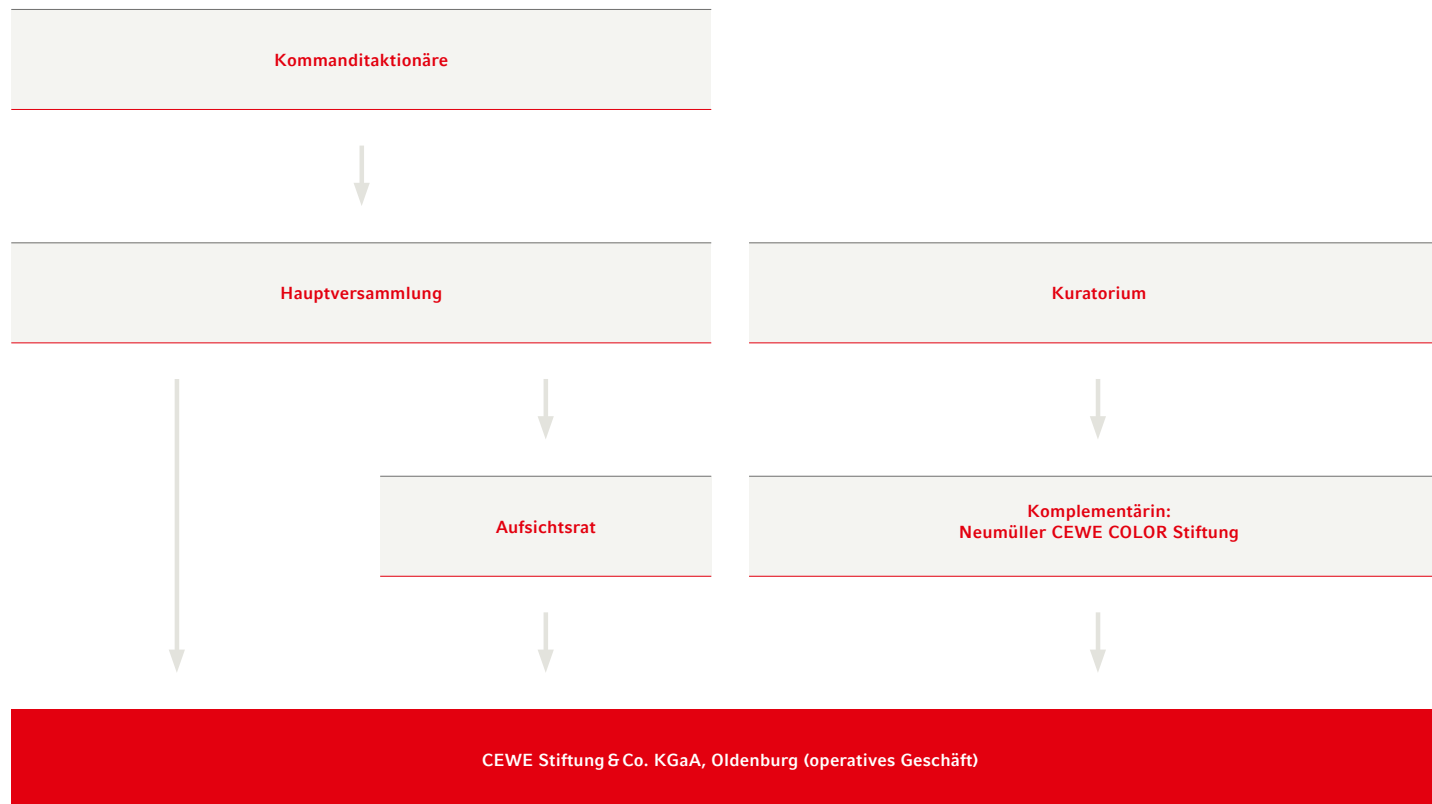 Kommanditaktionäre
Hauptversammlung
Kuratorium
Aufsichtsrat
Komplementärin:
Neumüller CEWE COLOR Stiftung
CEWE Stiftung & Co. KGaA, Oldenburg (operatives Geschäft)